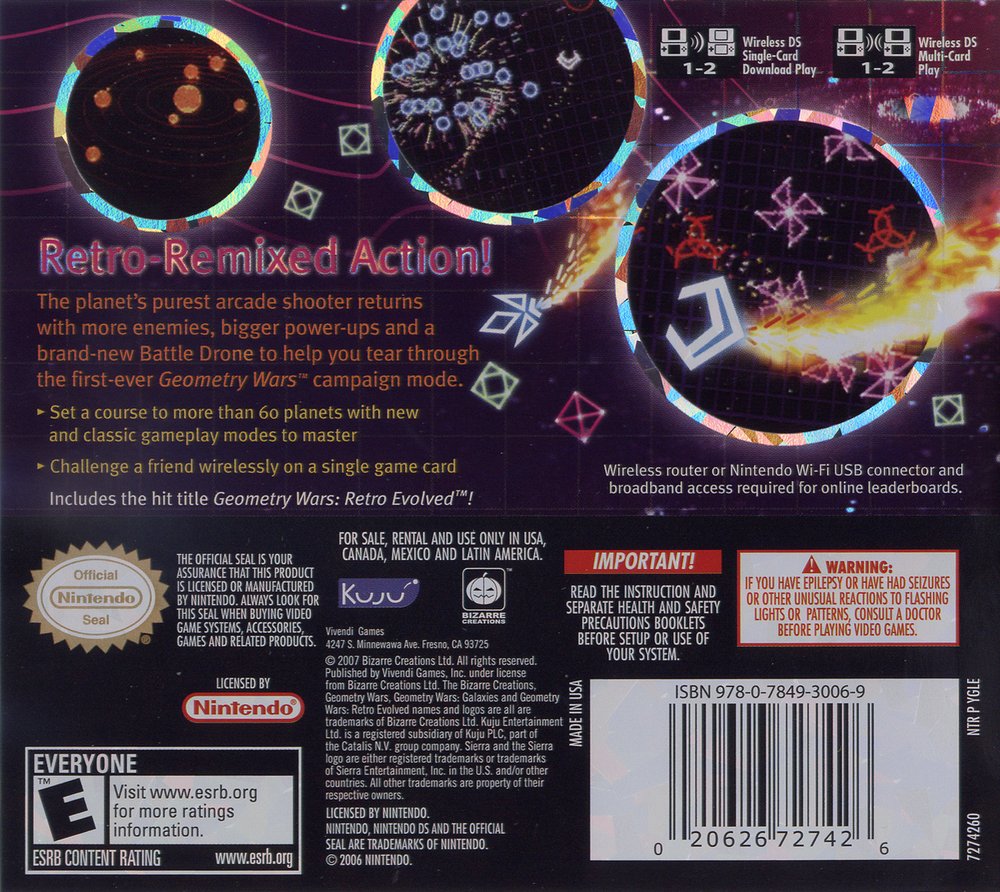 Wireless DS
Single-Card
Download Play
1-2
Wireless DS
Multi-Card
Play
1-2
Retro-Remixed Action!
The planet's purest arcade shooter returns
with more enemies, bigger power-ups and a
brand-new Battle Drone to help you tear through
the first-ever Geometry Wars™ campaign mode.
▸ Set a course to more than 60 planets with new
and classic gameplay modes to master
▸ Challenge a friend wirelessly on a single game card
Includes the hit title Geometry Wars: Retro Evolved™!
Wireless router or Nintendo Wi-Fi USB connector and
broadband access required for online leaderboards.
Official
Nintendo
Seal
®
THE OFFICIAL SEAL IS YOUR
ASSURANCE THAT THIS PRODUCT
IS LICENSED OR MANUFACTURED
BY NINTENDO. ALWAYS LOOK FOR
THIS SEAL WHEN BUYING VIDEO
GAME SYSTEMS, ACCESSORIES,
GAMES AND RELATED PRODUCTS.
LICENSED BY
Nintendo®
EVERYONE
™
E
Visit www.esrb.org
for more ratings
information.
ESRB CONTENT RATING www.esrb.org
FOR SALE, RENTAL AND USE ONLY IN USA,
CANADA, MEXICO AND LATIN AMERICA.
Kuju
™
BIZARRE
CREATIONS
Vivendi Games
4247 S. Minnewawa Ave. Fresno, CA 93725
© 2007 Bizarre Creations Ltd. All rights reserved.
Published by Vivendi Games, Inc. under license
from Bizarre Creations Ltd. The Bizarre Creations,
Geometry Wars, Geometry Wars: Galaxies and Geometry
Wars: Retro Evolved names and logos are all are
trademarks of Bizarre Creations Ltd. Kuju Entertainment
Ltd. is a registered subsidiary of Kuju PLC, part of
the Catalis N.V. group company. Sierra and the Sierra
logo are either registered trademarks or trademarks
of Sierra Entertainment, Inc. in the U.S. and/or other
countries. All other trademarks are property of their
respective owners.
LICENSED BY NINTENDO.
NINTENDO, NINTENDO DS AND THE OFFICIAL
SEAL ARE TRADEMARKS OF NINTENDO.
© 2006 NINTENDO.
IMPORTANT!
READ THE INSTRUCTION AND
SEPARATE HEALTH AND SAFETY
PRECAUTIONS BOOKLETS
BEFORE SETUP OR USE OF
YOUR SYSTEM.
WARNING:
IF YOU HAVE EPILEPSY OR HAVE HAD SEIZURES
OR OTHER UNUSUAL REACTIONS TO FLASHING
LIGHTS OR PATTERNS, CONSULT A DOCTOR
BEFORE PLAYING VIDEO GAMES.
MADE IN USA
ISBN 978-0-7849-3006-9
0 20626 72742 6
NTR P YGLE
7274260